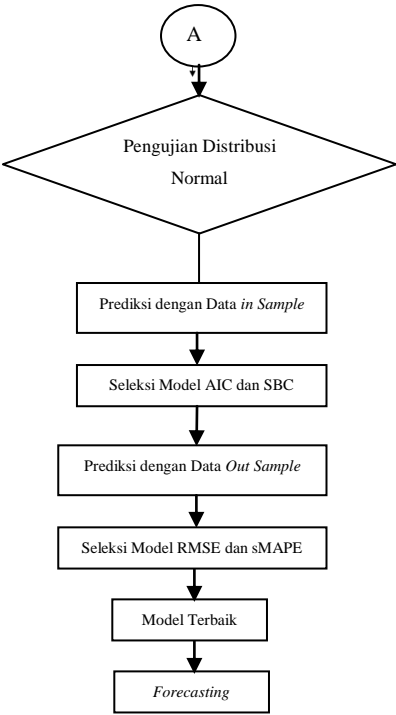 A
Pengujian Distribusi
Normal
Prediksi dengan Data in Sample
Seleksi Model AIC dan SBC
Prediksi dengan Data Out Sample
Seleksi Model RMSE dan sMAPE
Model Terbaik
Forecasting